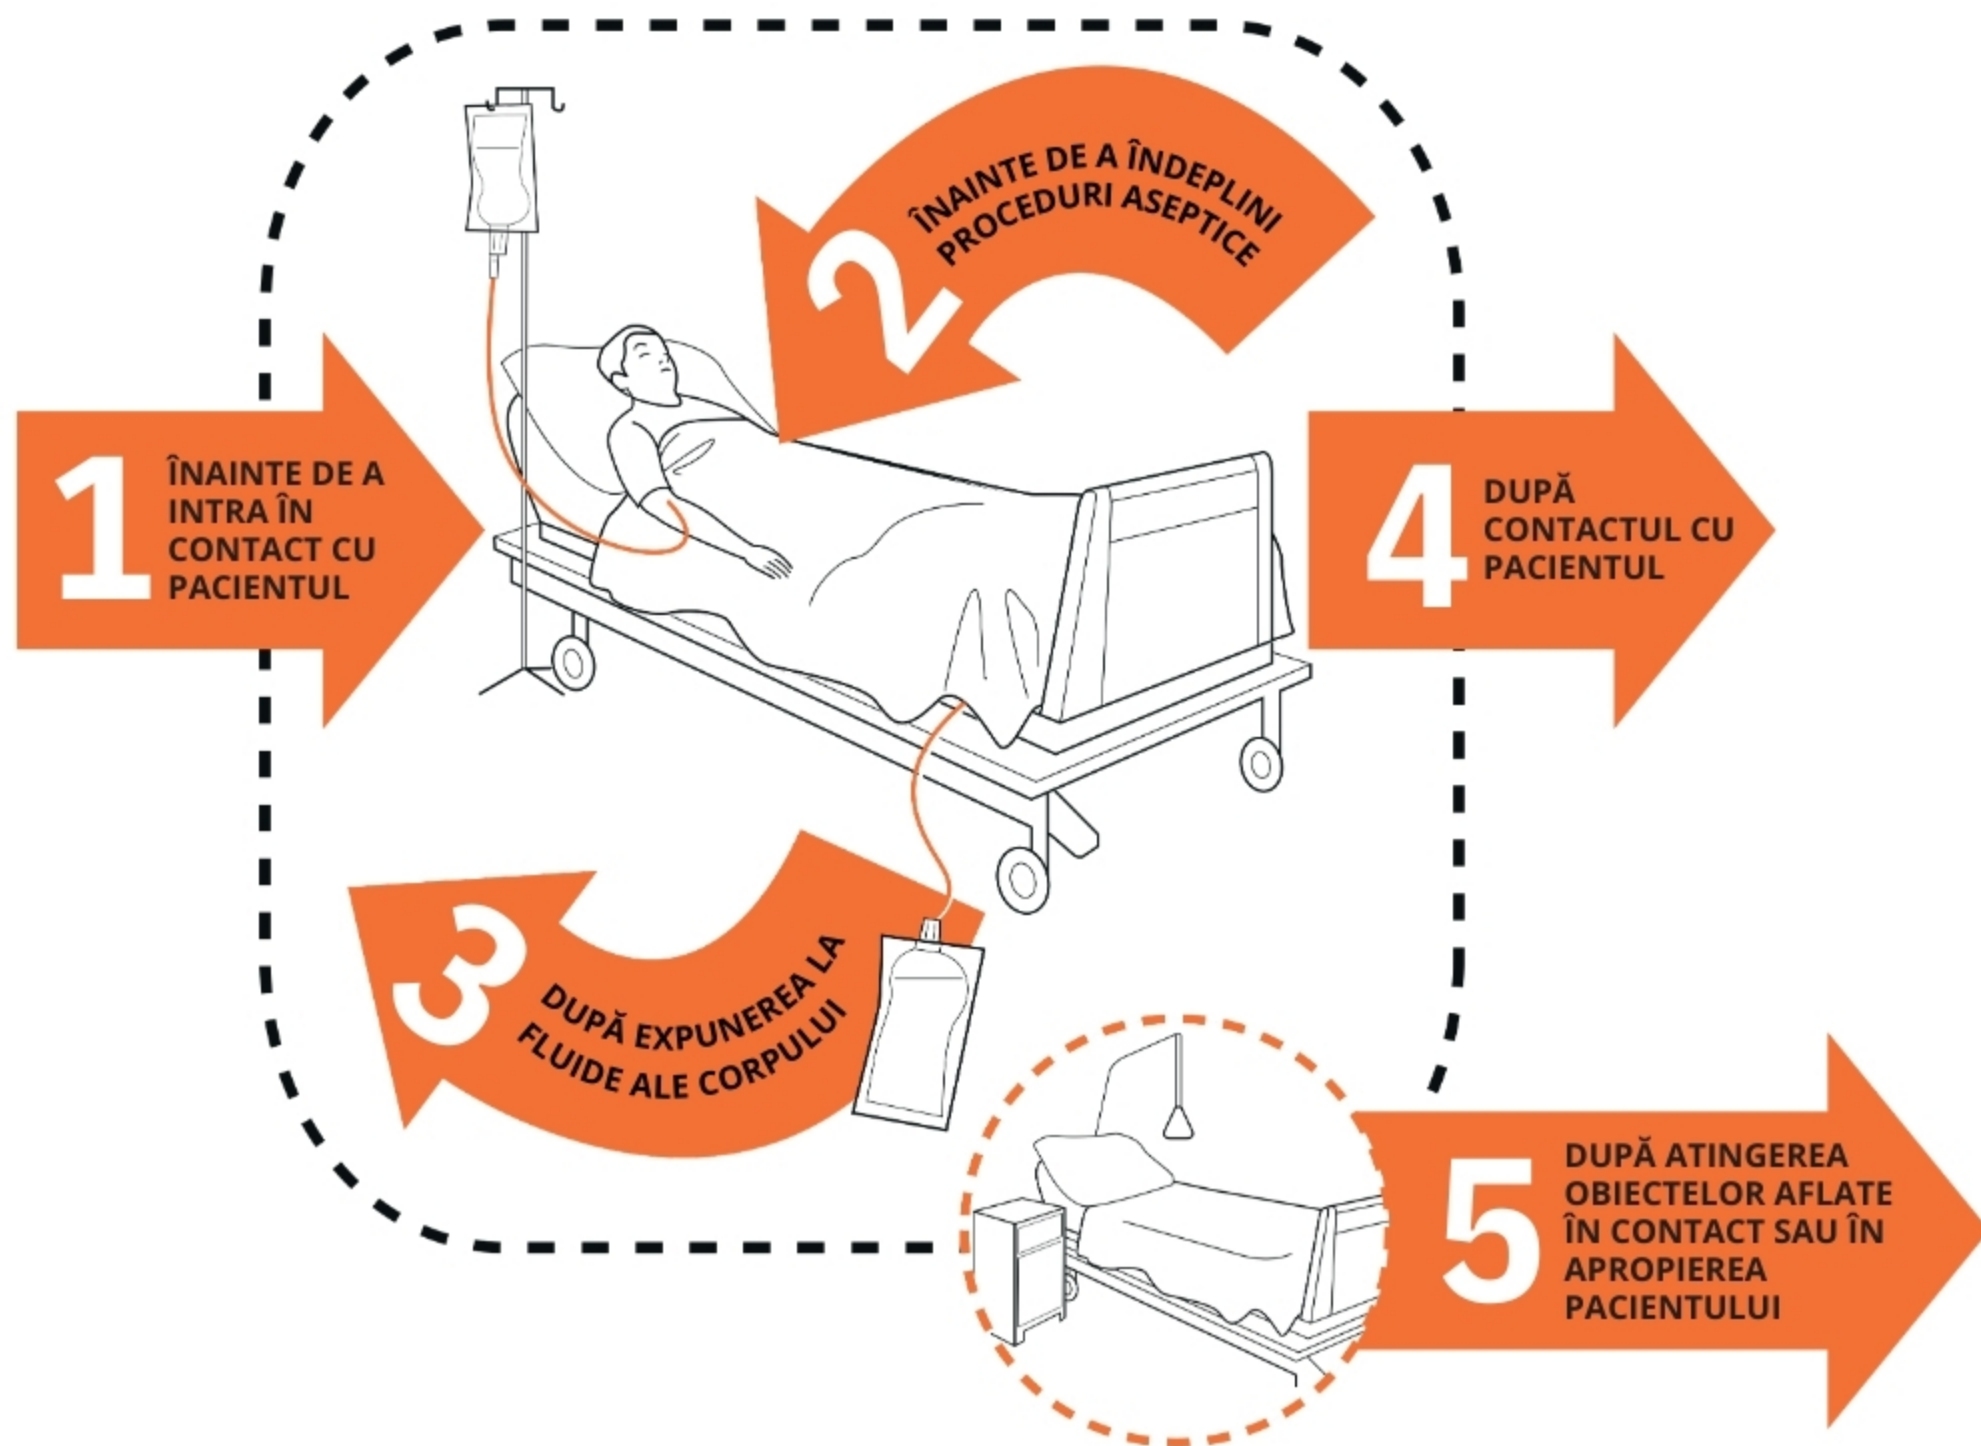 1
ÎNAINTE DE A
INTRA ÎN
CONTACT CU
PACIENTUL
2
ÎNAINTE DE A ÎNDEPLINI
PROCEDURI ASEPTICE
3
DUPĂ EXPUNEREA LA
FLUIDE ALE CORPULUI
4
DUPĂ
CONTACTUL CU
PACIENTUL
5
DUPĂ ATINGEREA
OBIECTELOR AFLATE
ÎN CONTACT SAU ÎN
APROPIEREA
PACIENTULUI